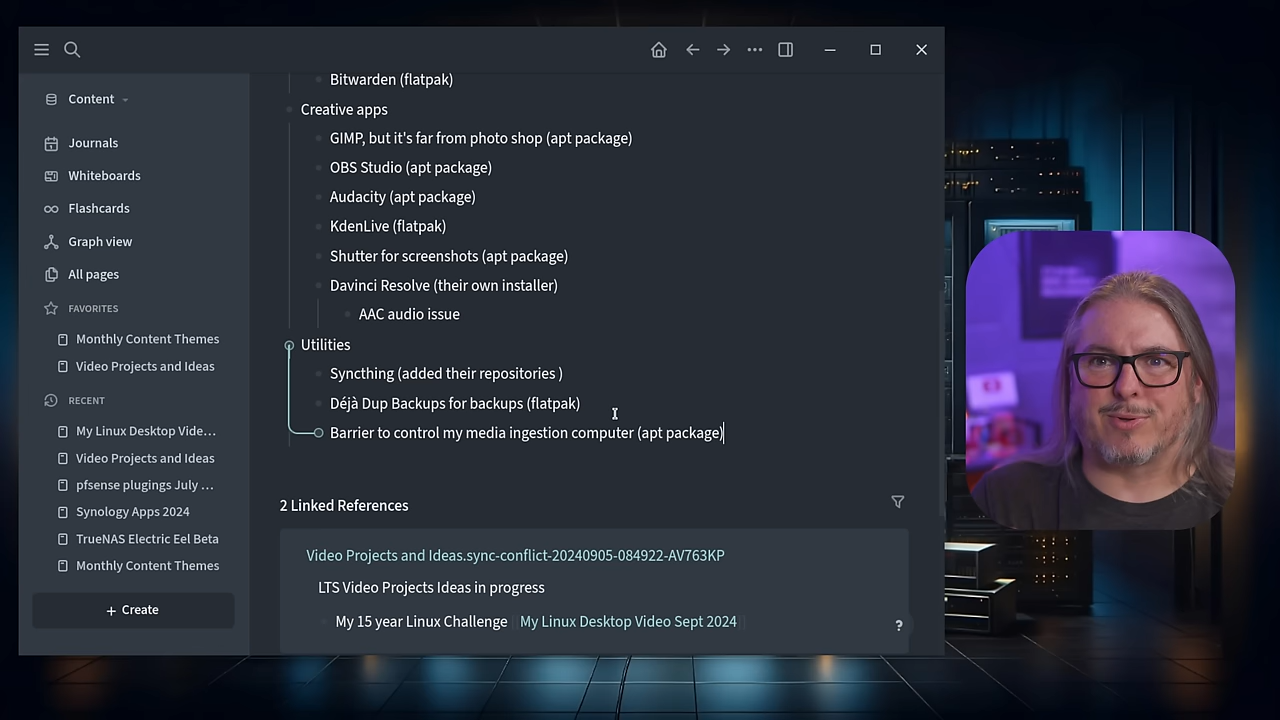 Content
Journals
Whiteboards
Flashcards
Graph view
All pages
FAVORITES
Monthly Content Themes
Video Projects and Ideas
RECENT
My Linux Desktop Vide...
Video Projects and Ideas
pfsense plugings July ...
Synology Apps 2024
TrueNAS Electric Eel Beta
Monthly Content Themes
+ Create
Bitwarden (flatpak)
Creative apps
GIMP, but it's far from photo shop (apt package)
OBS Studio (apt package)
Audacity (apt package)
KdenLive (flatpak)
Shutter for screenshots (apt package)
Davinci Resolve (their own installer)
AAC audio issue
Utilities
Syncthing (added their repositories )
Déjà Dup Backups for backups (flatpak)
Barrier to control my media ingestion computer (apt package)
2 Linked References
Video Projects and Ideas.sync-conflict-20240905-084922-AV763KP
LTS Video Projects Ideas in progress
My 15 year Linux Challenge My Linux Desktop Video Sept 2024
?